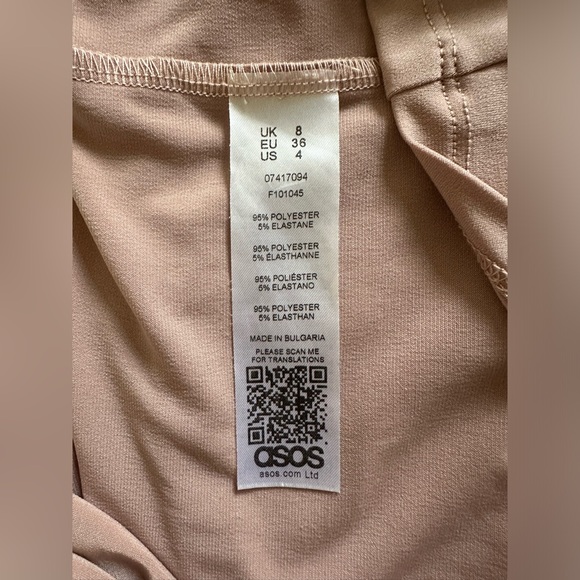 UK 8
EU 36
US 4
07417094
F101045
95% POLYESTER
5% ELASTANE
95% POLYESTER
5% ÉLASTHANNE
95% POLIÉSTER
5% ELASTANO
95% POLYESTER
5% ELASTHAN
MADE IN BULGARIA
PLEASE SCAN ME
FOR TRANSLATIONS
asos
asos.com Ltd